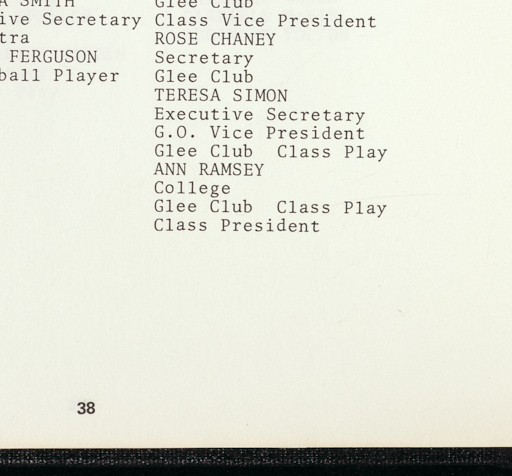 SMITH
ive Secretary
tra
FERGUSON
ball Player
Glee Club
Class Vice President
ROSE CHANEY
Secretary
Glee Club
TERESA SIMON
Executive Secretary
G.O. Vice President
Glee Club Class Play
ANN RAMSEY
College
Glee Club Class Play
Class President
38